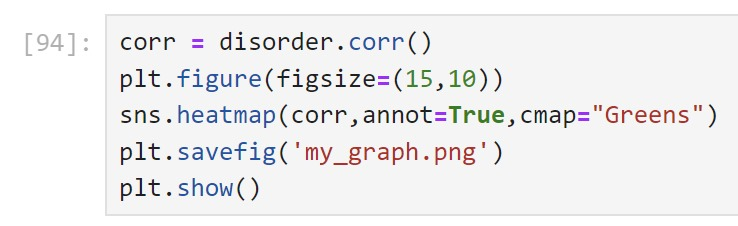 [94]: corr = disorder.corr()
plt.figure(figsize=(15,10))
sns.heatmap(corr,annot=True,cmap="Greens")
plt.savefig('my_graph.png')
plt.show()